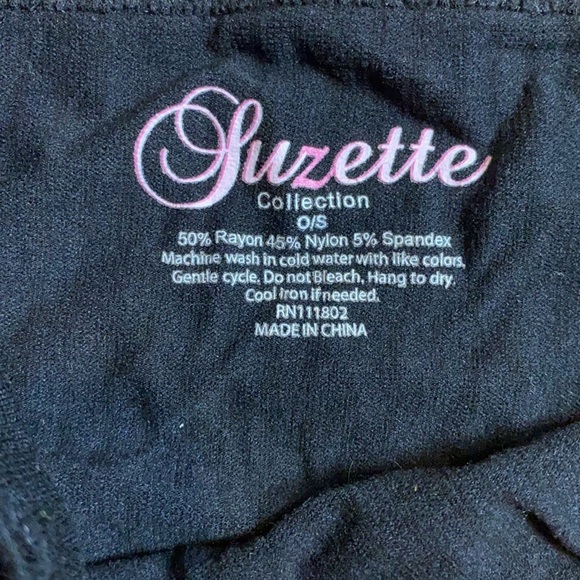 Suzette
Collection
O/S
50% Rayon 45% Nylon 5% Spandex
Machine wash in cold water with like colors.
Gentle cycle. Do not Bleach. Hang to dry.
Cool Iron if needed.
RN111802
MADE IN CHINA